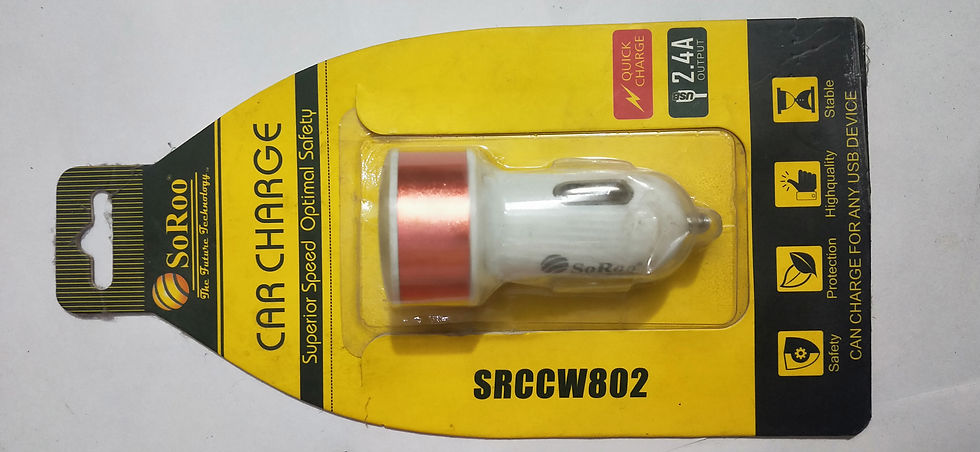 SoRoo
The Future Technology
CAR CHARGE
Superior Speed Optimal Safety
QUICK
CHARGE
2.4A
OUTPUT
SoRoo
SRCCW802
Safety
Protection
Highquality
Stable
CAN CHARGE FOR ANY USB DEVICE